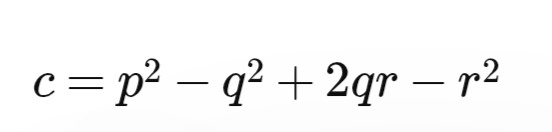 c = p² − q² + 2qr − r²